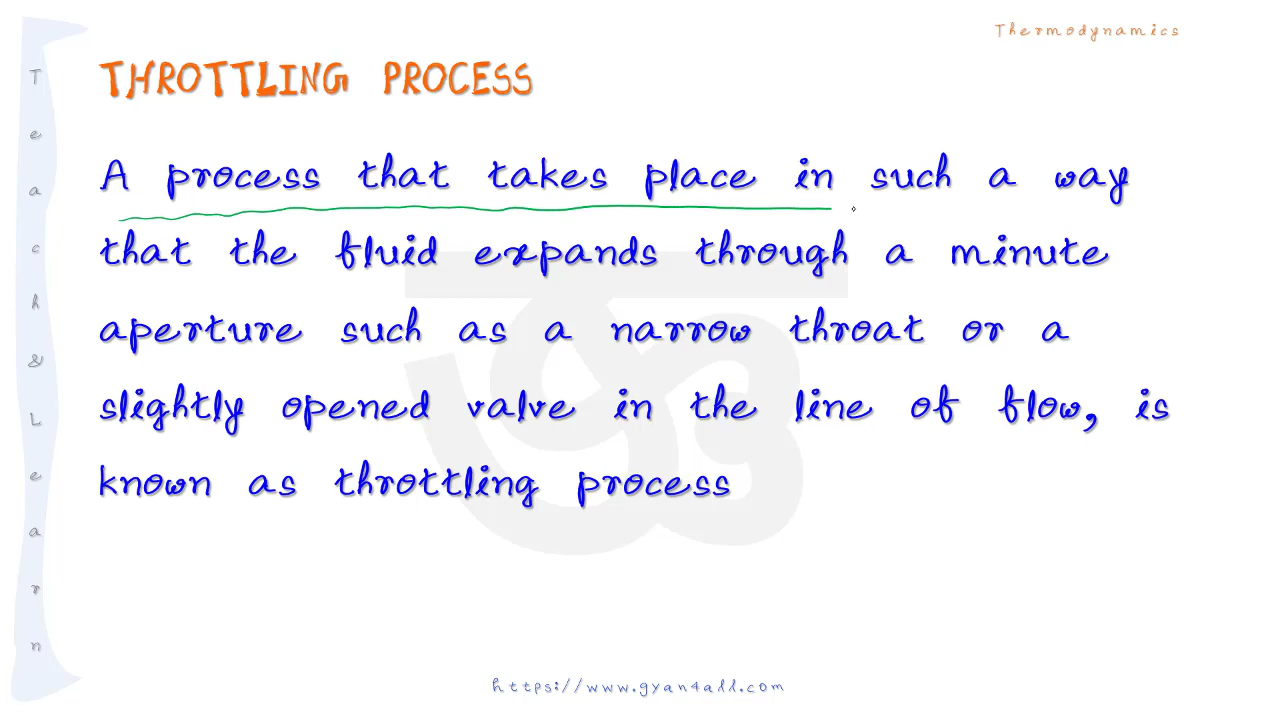 Thermodynamics
THROTTLING PROCESS
A process that takes place in such a way
that the fluid expands through a minute
aperture such as a narrow throat or a
slightly opened valve in the line of flow, is
known as throttling process
Teach&Learn
https://www.gyan4all.com